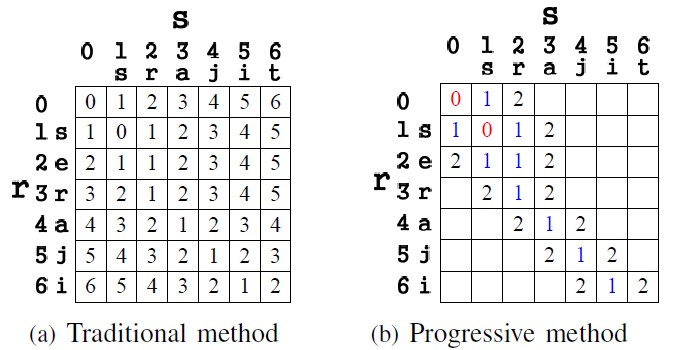 s
0 1 2 3 4 5 6
s r a j i t
0 0 1 2 3 4 5 6
1 s 1 0 1 2 3 4 5
2 e 2 1 1 2 3 4 5
r 3 r 3 2 1 2 3 4 5
4 a 4 3 2 1 2 3 4
5 j 5 4 3 2 1 2 3
6 i 6 5 4 3 2 1 2
(a) Traditional method
s
0 1 2 3 4 5 6
s r a j i t
0 0 1 2
1 s 1 0 1 2
2 e 2 1 1 2
r 3 r 2 1 2
4 a 2 1 2
5 j 2 1 2
6 i 2 1 2
(b) Progressive method